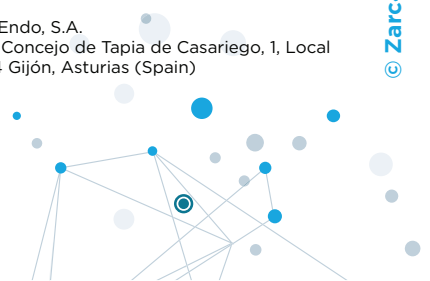 Endo, S.A.
Concejo de Tapia de Casariego, 1, Local
Gijón, Asturias (Spain)
© Zarc